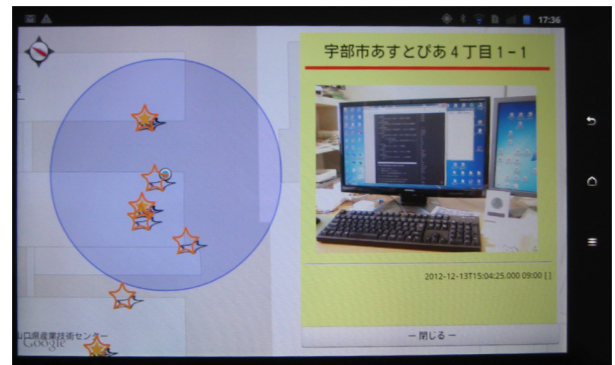 17:36
宇部市あすとぴあ4丁目1-1
2012-12-13T15:04:25.000 09:00 []
山口県産業技術センター
Google
ー 閉じる ー